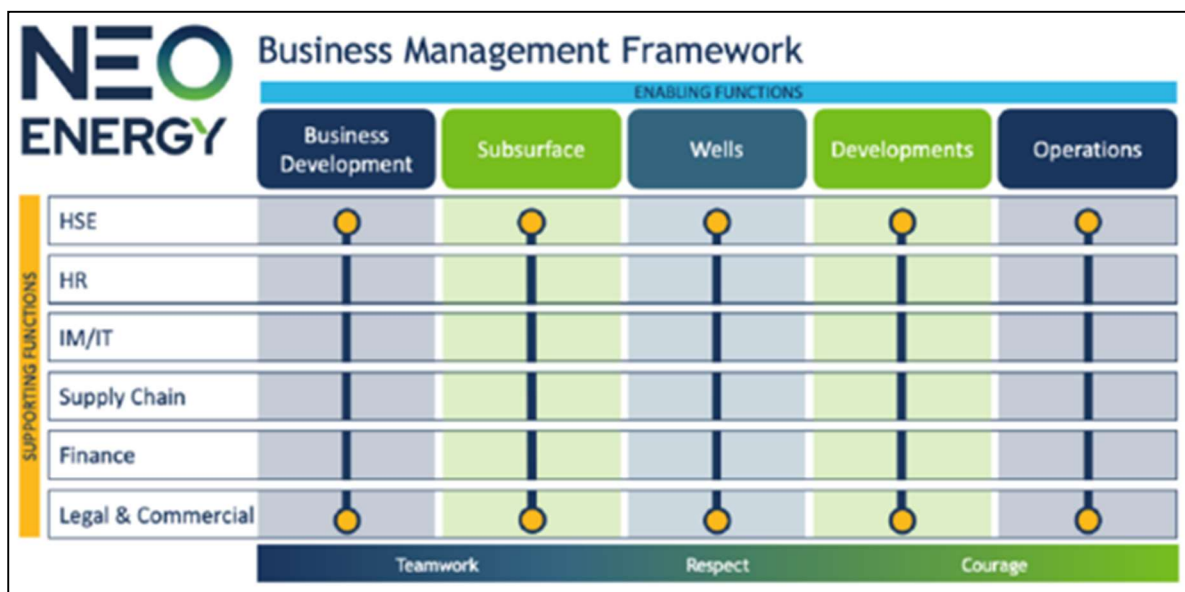 NEO
ENERGY
Business Management Framework
ENABLING FUNCTIONS
Business
Development
Subsurface
Wells
Developments
Operations
SUPPORTING FUNCTIONS
HSE
HR
IM/IT
Supply Chain
Finance
Legal & Commercial
Teamwork
Respect
Courage